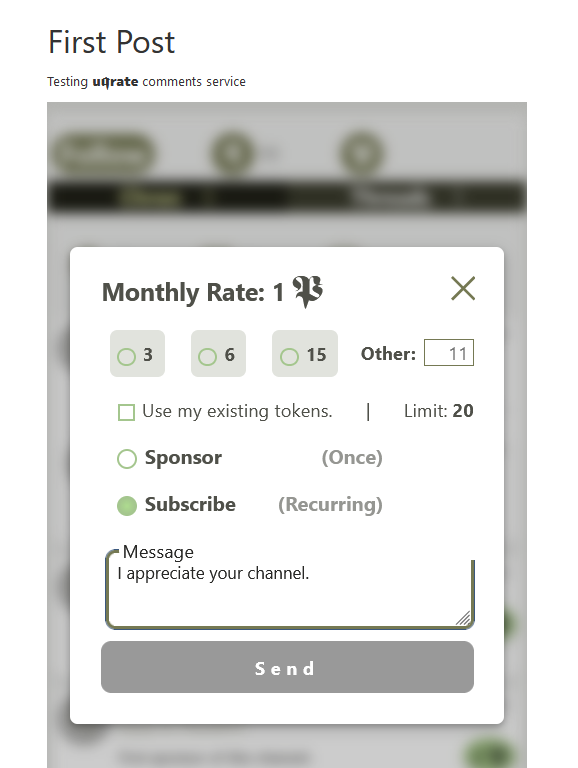 First Post
Testing uqrate comments service
Monthly Rate: 1
3 6 15 Other: 11
Use my existing tokens. | Limit: 20
Sponsor (Once)
Subscribe (Recurring)
Message
I appreciate your channel.
Send